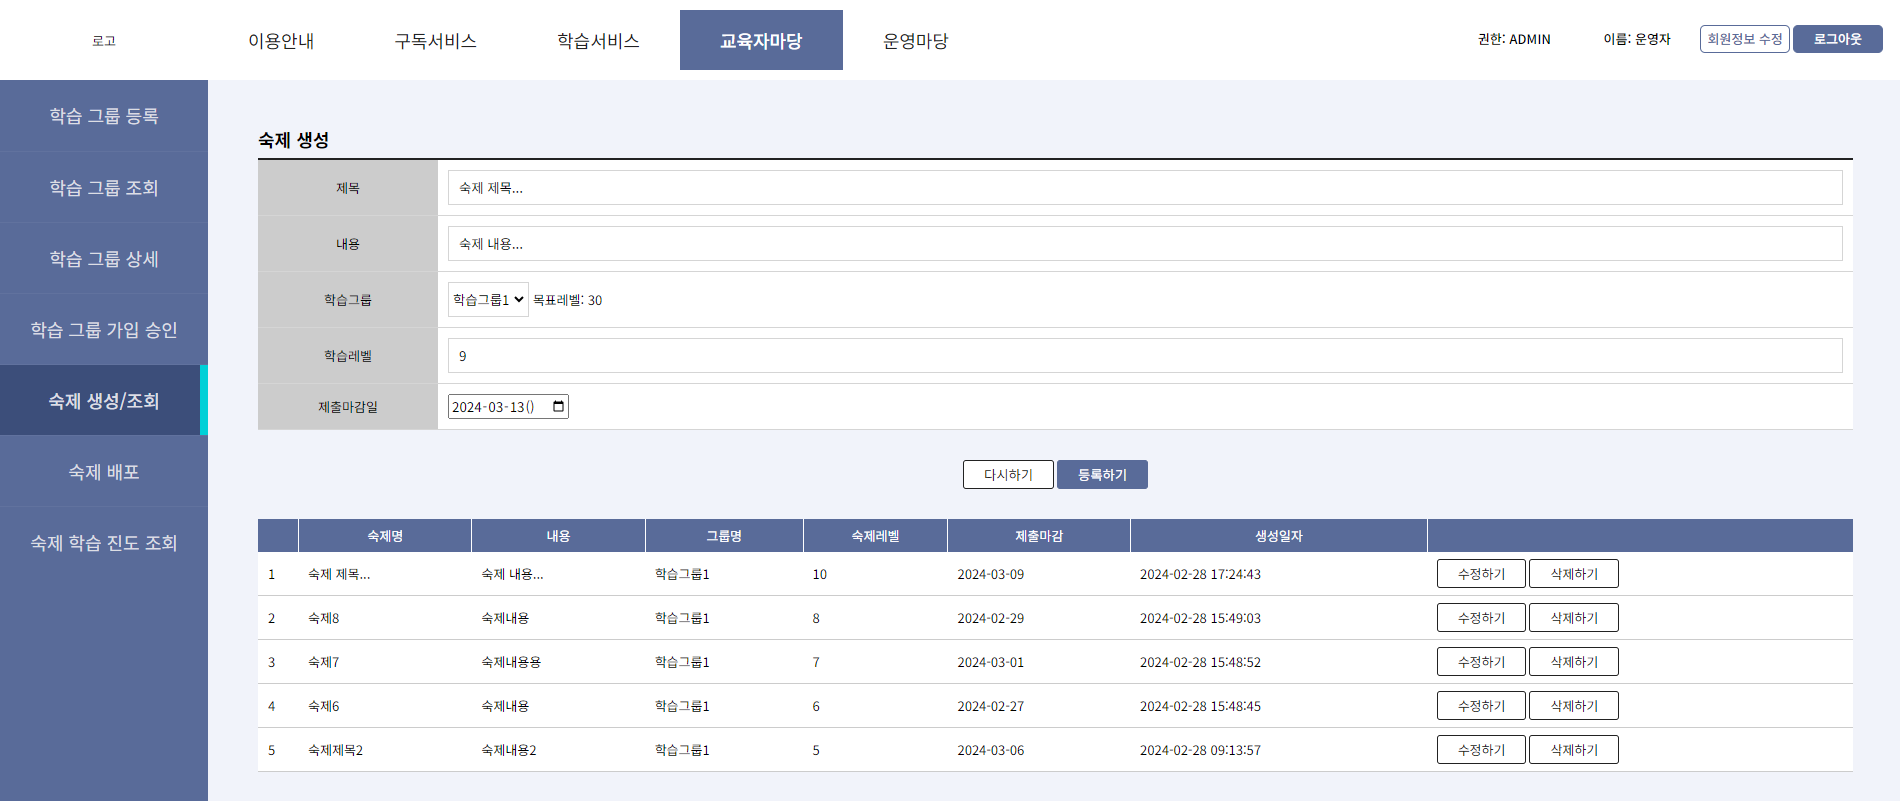 로고 이용안내 구독서비스 학습서비스 교육자마당 운영마당 권한: ADMIN 이름: 운영자 회원정보 수정 로그아웃
학습 그룹 등록
학습 그룹 조회
학습 그룹 상세
학습 그룹 가입 승인
숙제 생성/조회
숙제 배포
숙제 학습 진도 조회
숙제 생성
제목 숙제 제목...
내용 숙제 내용...
학습그룹 학습그룹1 목표레벨: 30
학습레벨 9
제출마감일 2024-03-13()
다시하기 등록하기
숙제명 내용 그룹명 숙제레벨 제출마감 생성일자
1 숙제 제목... 숙제 내용... 학습그룹1 10 2024-03-09 2024-02-28 17:24:43 수정하기 삭제하기
2 숙제8 숙제내용 학습그룹1 8 2024-02-29 2024-02-28 15:49:03 수정하기 삭제하기
3 숙제7 숙제내용용 학습그룹1 7 2024-03-01 2024-02-28 15:48:52 수정하기 삭제하기
4 숙제6 숙제내용 학습그룹1 6 2024-02-27 2024-02-28 15:48:45 수정하기 삭제하기
5 숙제제목2 숙제내용2 학습그룹1 5 2024-03-06 2024-02-28 09:13:57 수정하기 삭제하기